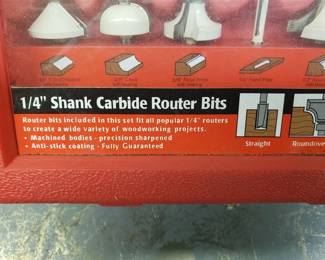 1/4" Shank Carbide Router Bits
Router bits included in this set fit all popular 1/4" routers
to create a wide variety of woodworking projects.
• Machined bodies - precision sharpened
• Anti-stick coating - Fully Guaranteed
Straight
Roundove